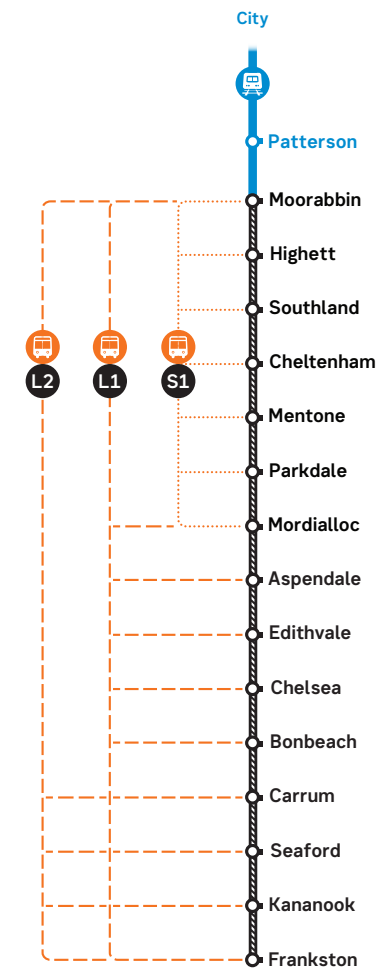 City
Patterson
Moorabbin
Highett
Southland
Cheltenham
L2 L1 S1
Mentone
Parkdale
Mordialloc
Aspendale
Edithvale
Chelsea
Bonbeach
Carrum
Seaford
Kananook
Frankston